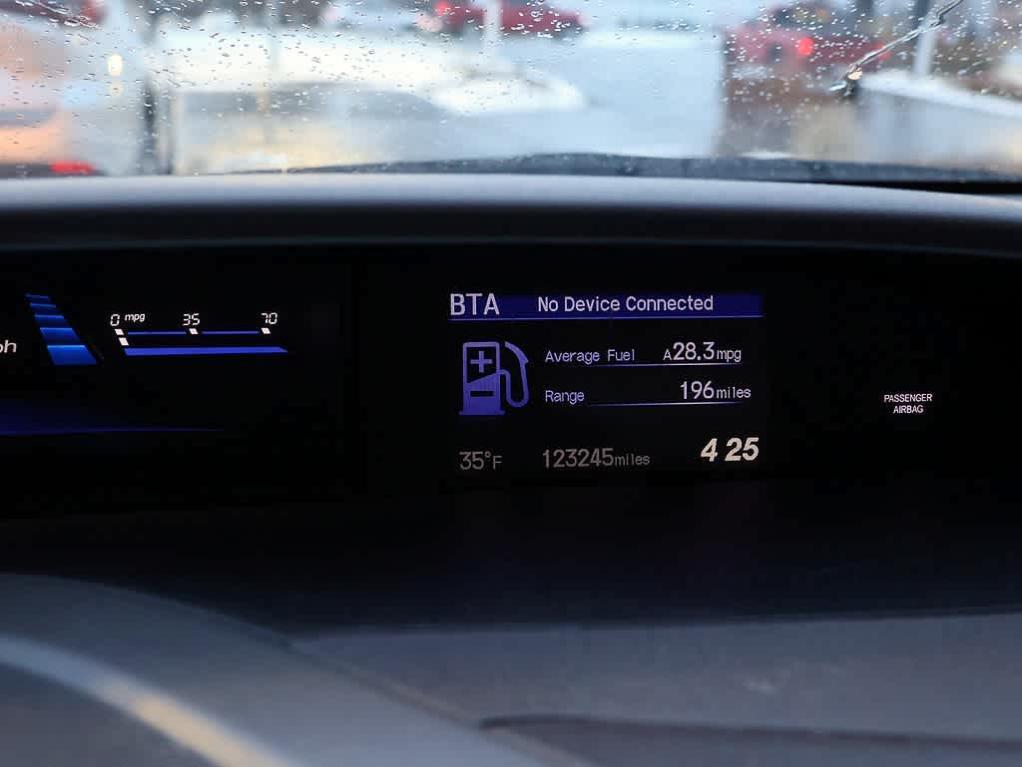 ph
0 mpg 35 70
BTA No Device Connected
Average Fuel A28.3mpg
Range 196miles
35°F 123245miles 4 25
PASSENGER
AIRBAG